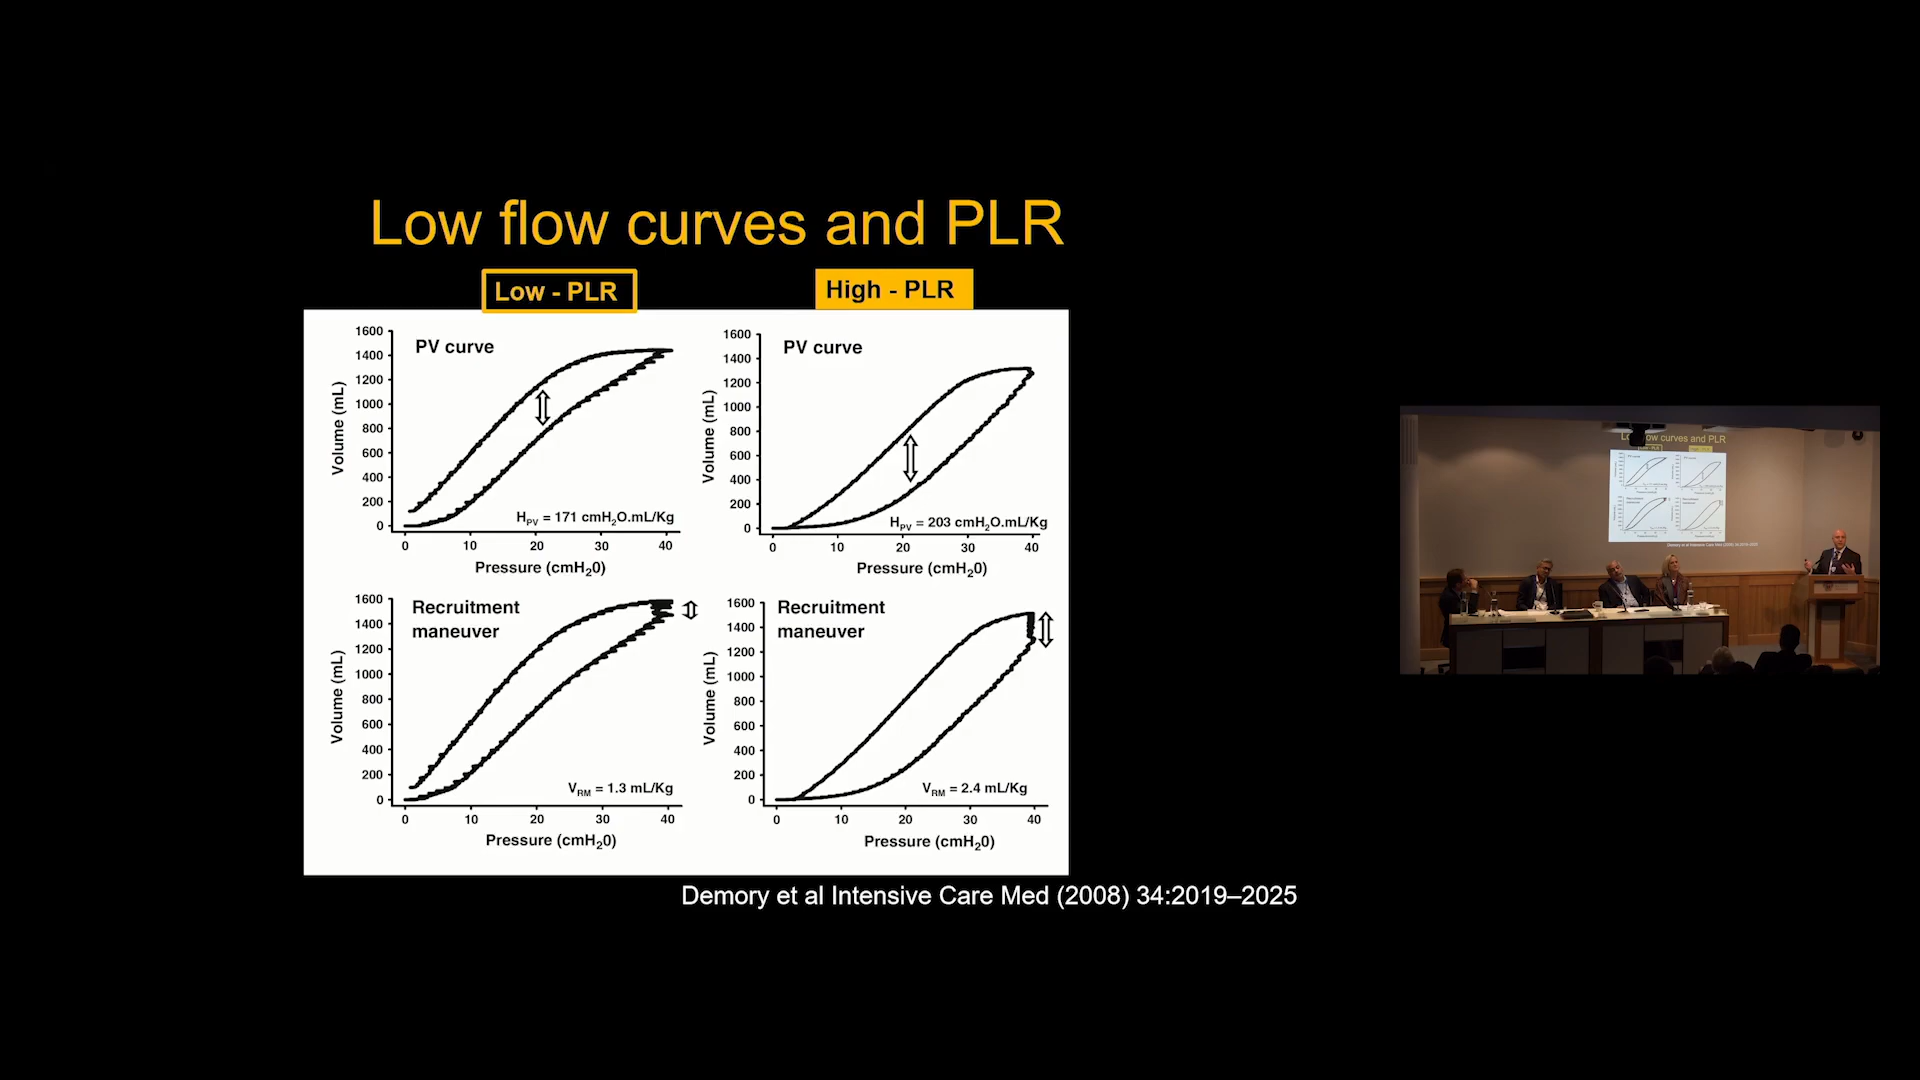 Low flow curves and PLR
Low - PLR
High - PLR
PV curve
Volume (mL)
1600
1400
1200
1000
800
600
400
200
0
0 10 20 30 40
Pressure (cmH20)
HPV = 171 cmH2O.mL/Kg
PV curve
Volume (mL)
1600
1400
1200
1000
800
600
400
200
0
0 10 20 30 40
Pressure (cmH20)
HPV = 203 cmH2O.mL/Kg
Recruitment
maneuver
Volume (mL)
1600
1400
1200
1000
800
600
400
200
0
0 10 20 30 40
Pressure (cmH20)
VRM = 1.3 mL/Kg
Recruitment
maneuver
Volume (mL)
1600
1400
1200
1000
800
600
400
200
0
0 10 20 30 40
Pressure (cmH20)
VRM = 2.4 mL/Kg
Demory et al Intensive Care Med (2008) 34:2019–2025